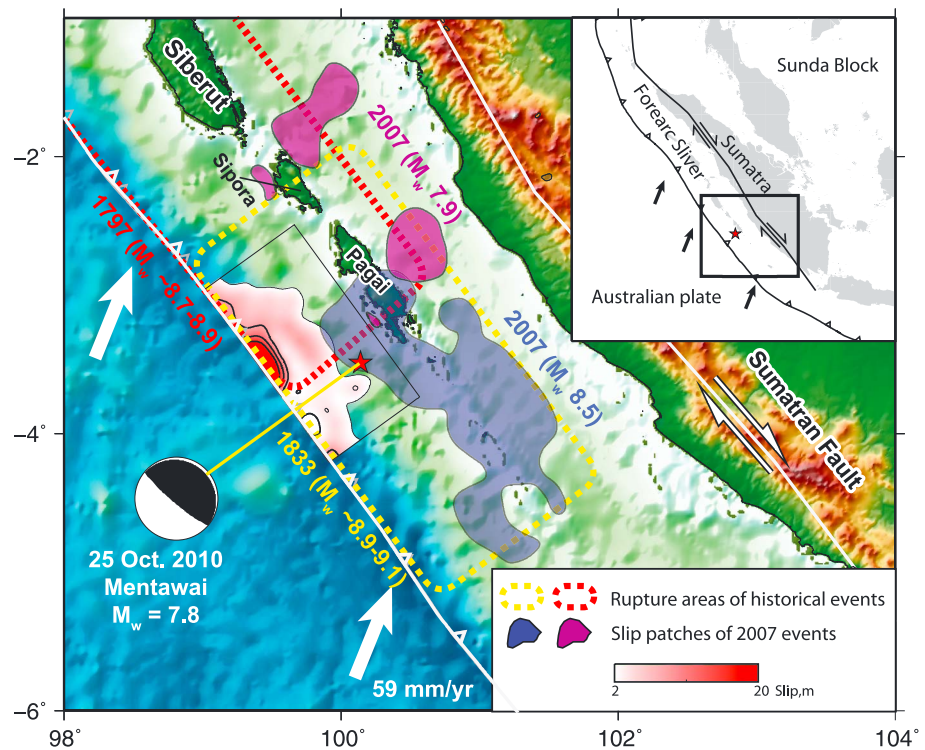 Siberut
Sipora
Pagai
2007 (Mw 7.9)
2007 (Mw 8.5)
1797 (Mw ~8.7-8.9)
1833 (Mw ~8.9-9.1)
Sumatran Fault
25 Oct. 2010
Mentawai
Mw = 7.8
59 mm/yr
Sunda Block
Forearc Sliver
Sumatra
Australian plate
Rupture areas of historical events
Slip patches of 2007 events
2
20 Slip,m
−2
−4
−6
98°
100°
102°
104°